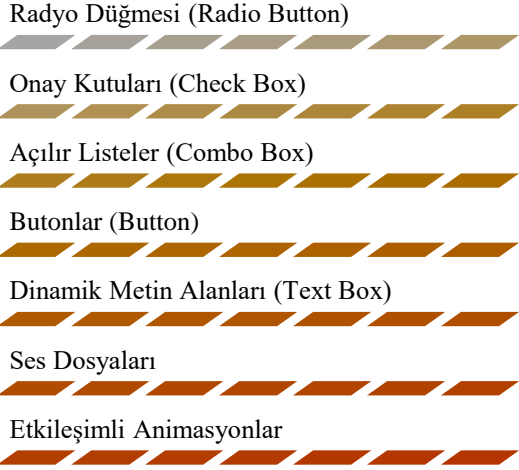 Radyo Düğmesi (Radio Button)
Onay Kutuları (Check Box)
Açılır Listeler (Combo Box)
Butonlar (Button)
Dinamik Metin Alanları (Text Box)
Ses Dosyaları
Etkileşimli Animasyonlar